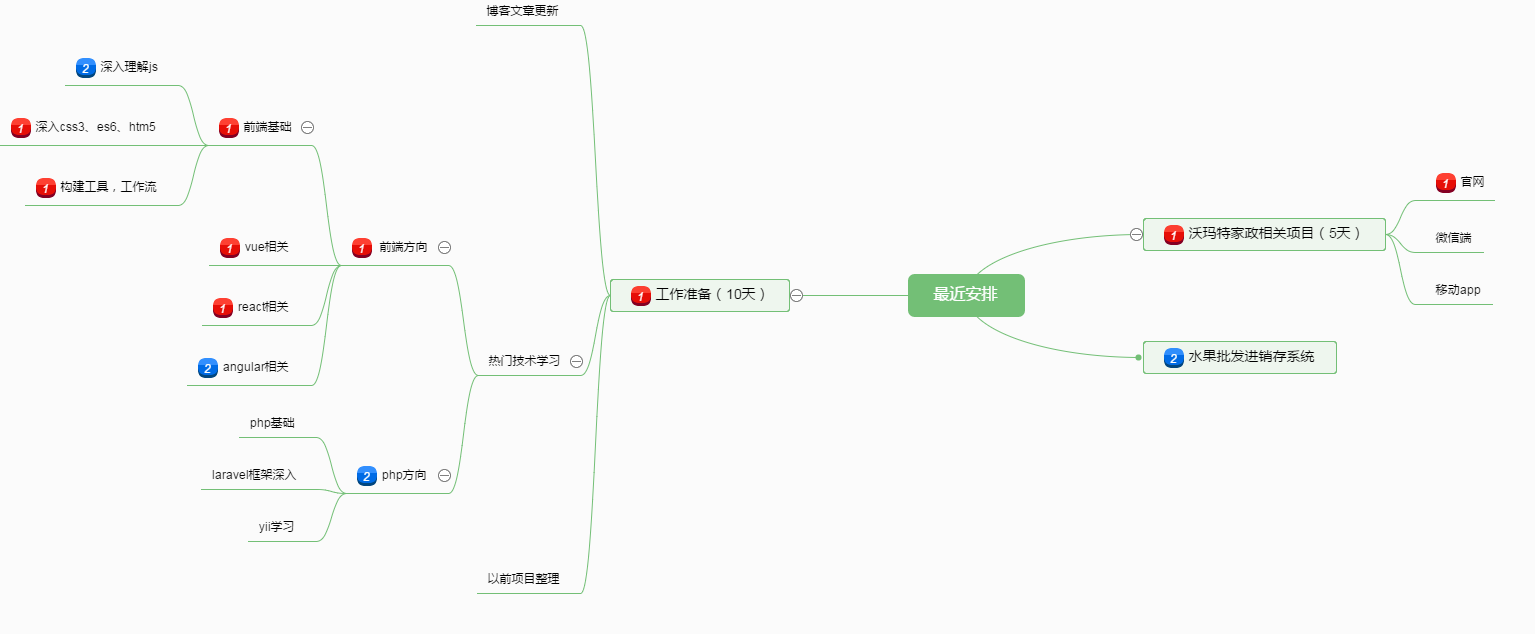 博客文章更新
2 深入理解js
1 深入css3、es6、htm5
1 前端基础
1 构建工具，工作流
1 vue相关
1 前端方向
1 react相关
2 angular相关
热门技术学习
php基础
laravel框架深入
2 php方向
yii学习
以前项目整理
1 工作准备（10天）
最近安排
1 沃玛特家政相关项目（5天）
1 官网
微信端
移动app
2 水果批发进销存系统